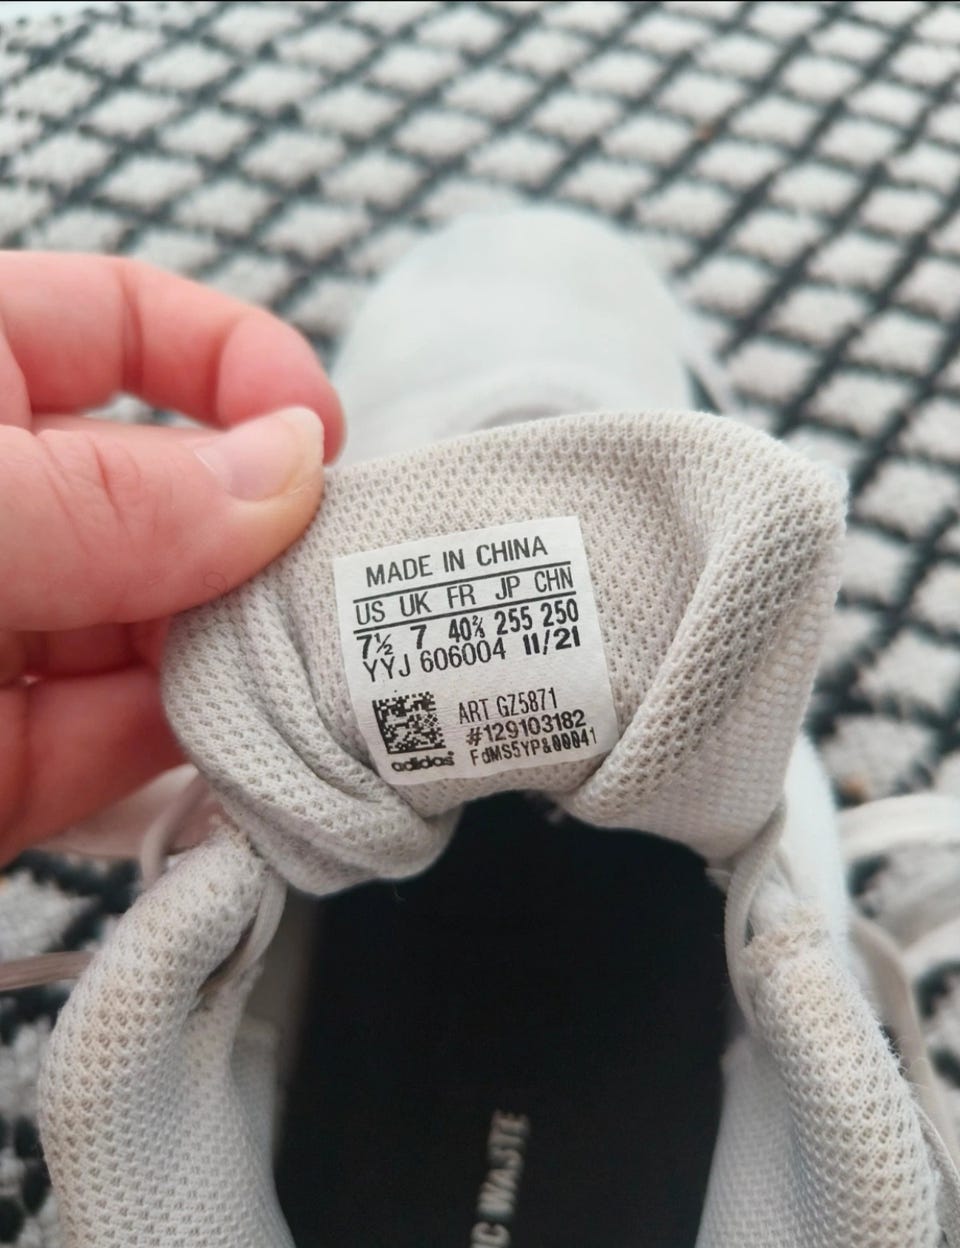 MADE IN CHINA
US UK FR JP CHN
7½ 7 40⅔ 255 250
YYJ 606004 11/21
ART GZ5871
#129103182
FdMS5YP&00041
adidas